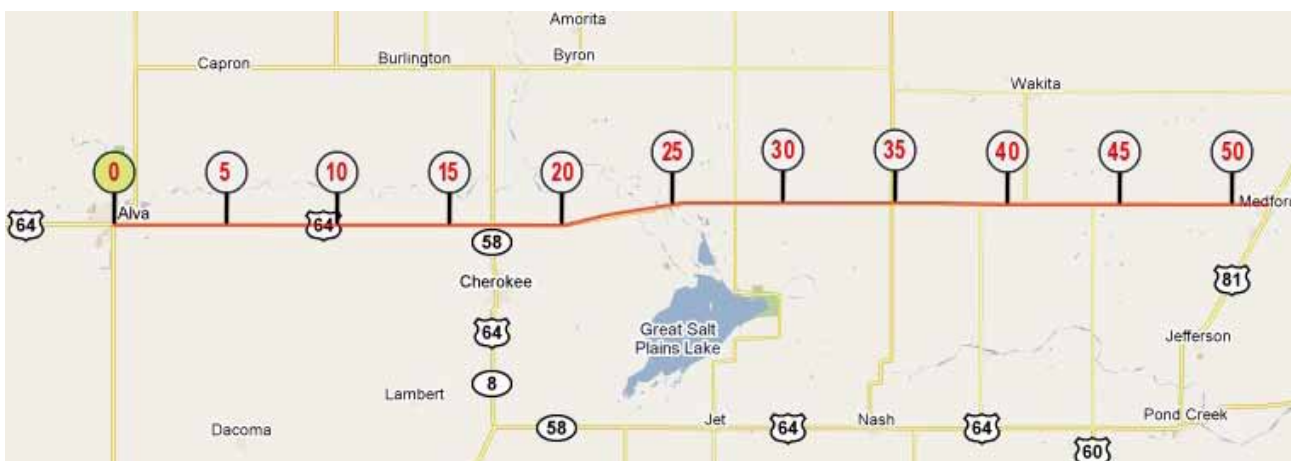 Amorita
Capron
Burlington
Byron
Wakita
0
5
10
15
20
25
30
35
40
45
50
64
Alva
64
Medford
58
Cherokee
81
64
Great Salt
Plains Lake
Jefferson
8
Lambert
Dacoma
58
Jet
64
Nash
64
Pond Creek
60